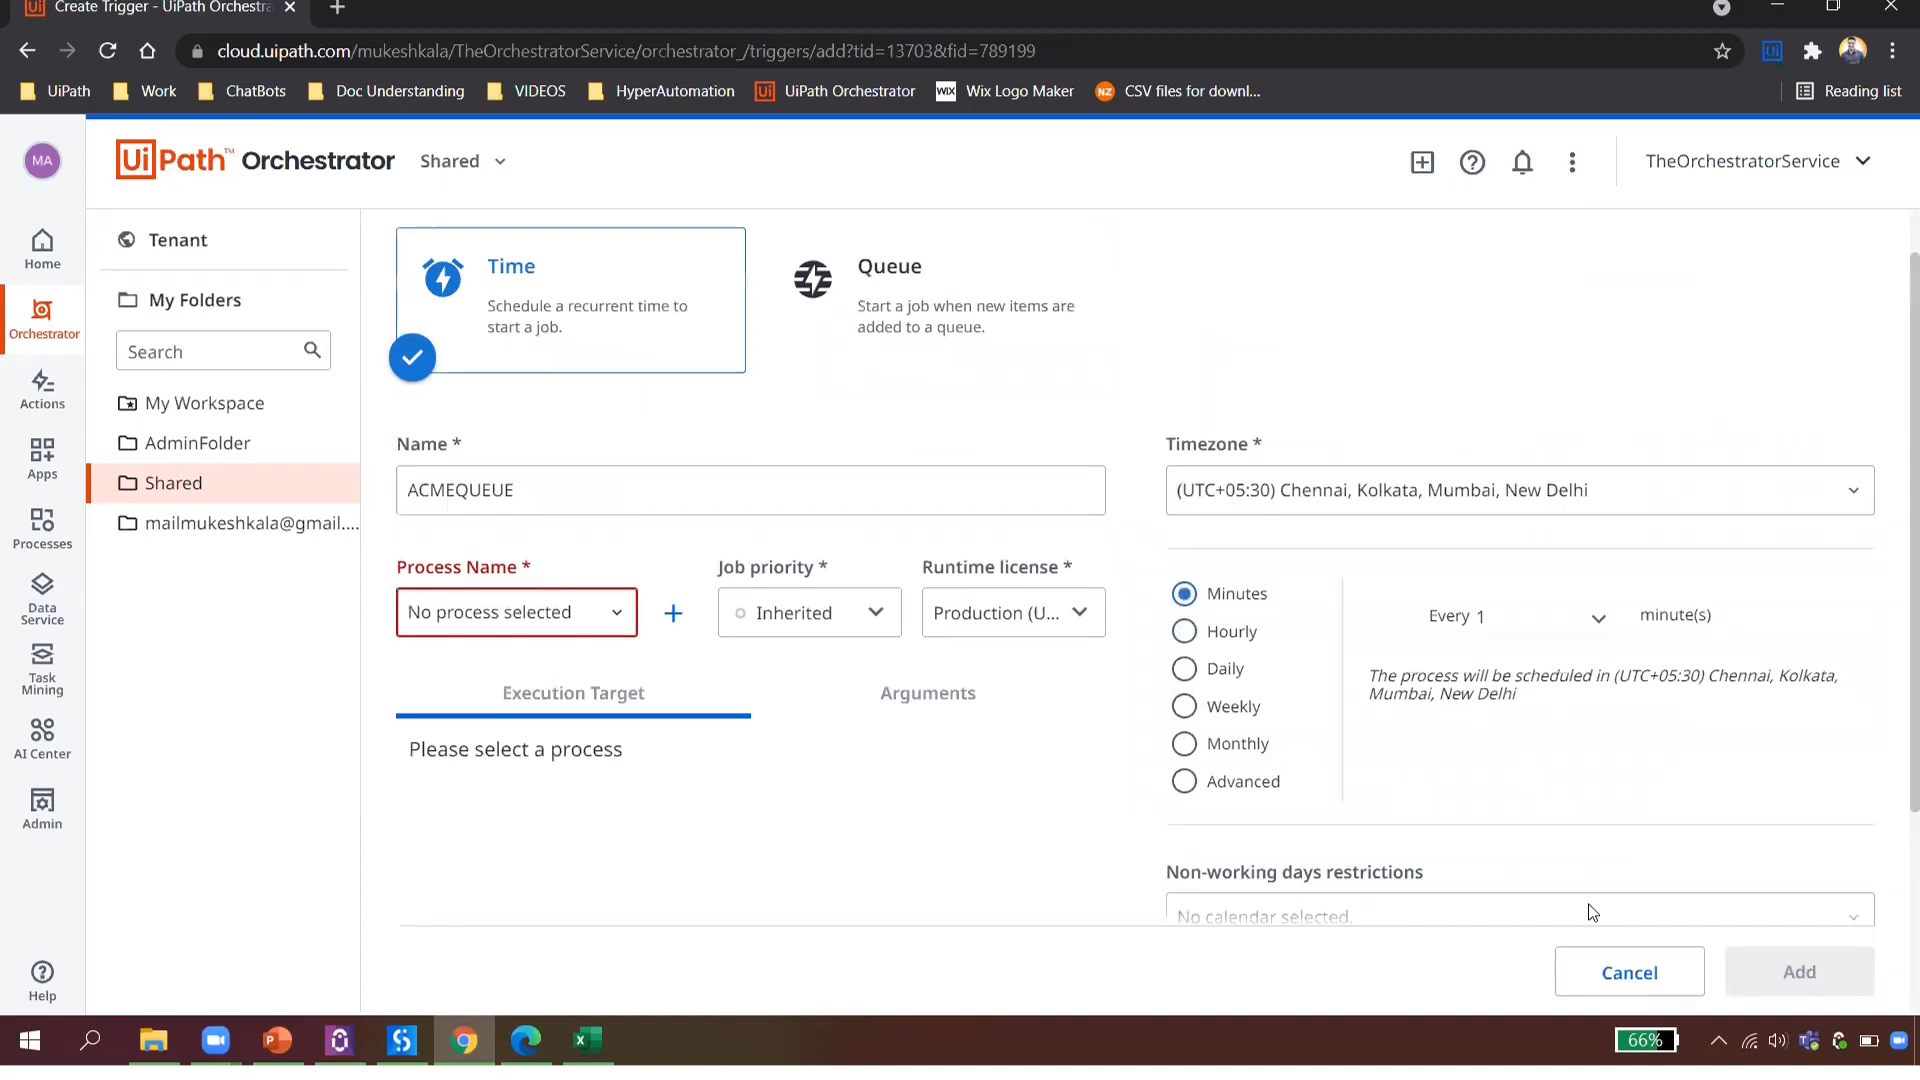 Ui Create Trigger - UiPath Orchestra
cloud.uipath.com/mukeshkala/TheOrchestratorService/orchestrator_/triggers/add?tid=13703&fid=789199
UiPath Work ChatBots Doc Understanding VIDEOS HyperAutomation Ui UiPath Orchestrator WIX Wix Logo Maker NZ CSV files for downl... Reading list
MA
UiPath™ Orchestrator Shared
TheOrchestratorService
Home
Orchestrator
Actions
Apps
Processes
Data
Service
Task
Mining
AI Center
Admin
Help
Tenant
My Folders
Search
My Workspace
AdminFolder
Shared
mailmukeshkala@gmail....
Time
Schedule a recurrent time to
start a job.
Queue
Start a job when new items are
added to a queue.
Name *
ACMEQUEUE
Process Name * Job priority * Runtime license *
No process selected + Inherited Production (U...
Execution Target Arguments
Please select a process
Timezone *
(UTC+05:30) Chennai, Kolkata, Mumbai, New Delhi
Minutes
Hourly
Daily
Weekly
Monthly
Advanced
Every 1 minute(s)
The process will be scheduled in (UTC+05:30) Chennai, Kolkata,
Mumbai, New Delhi
Non-working days restrictions
No calendar selected.
Cancel Add
66%